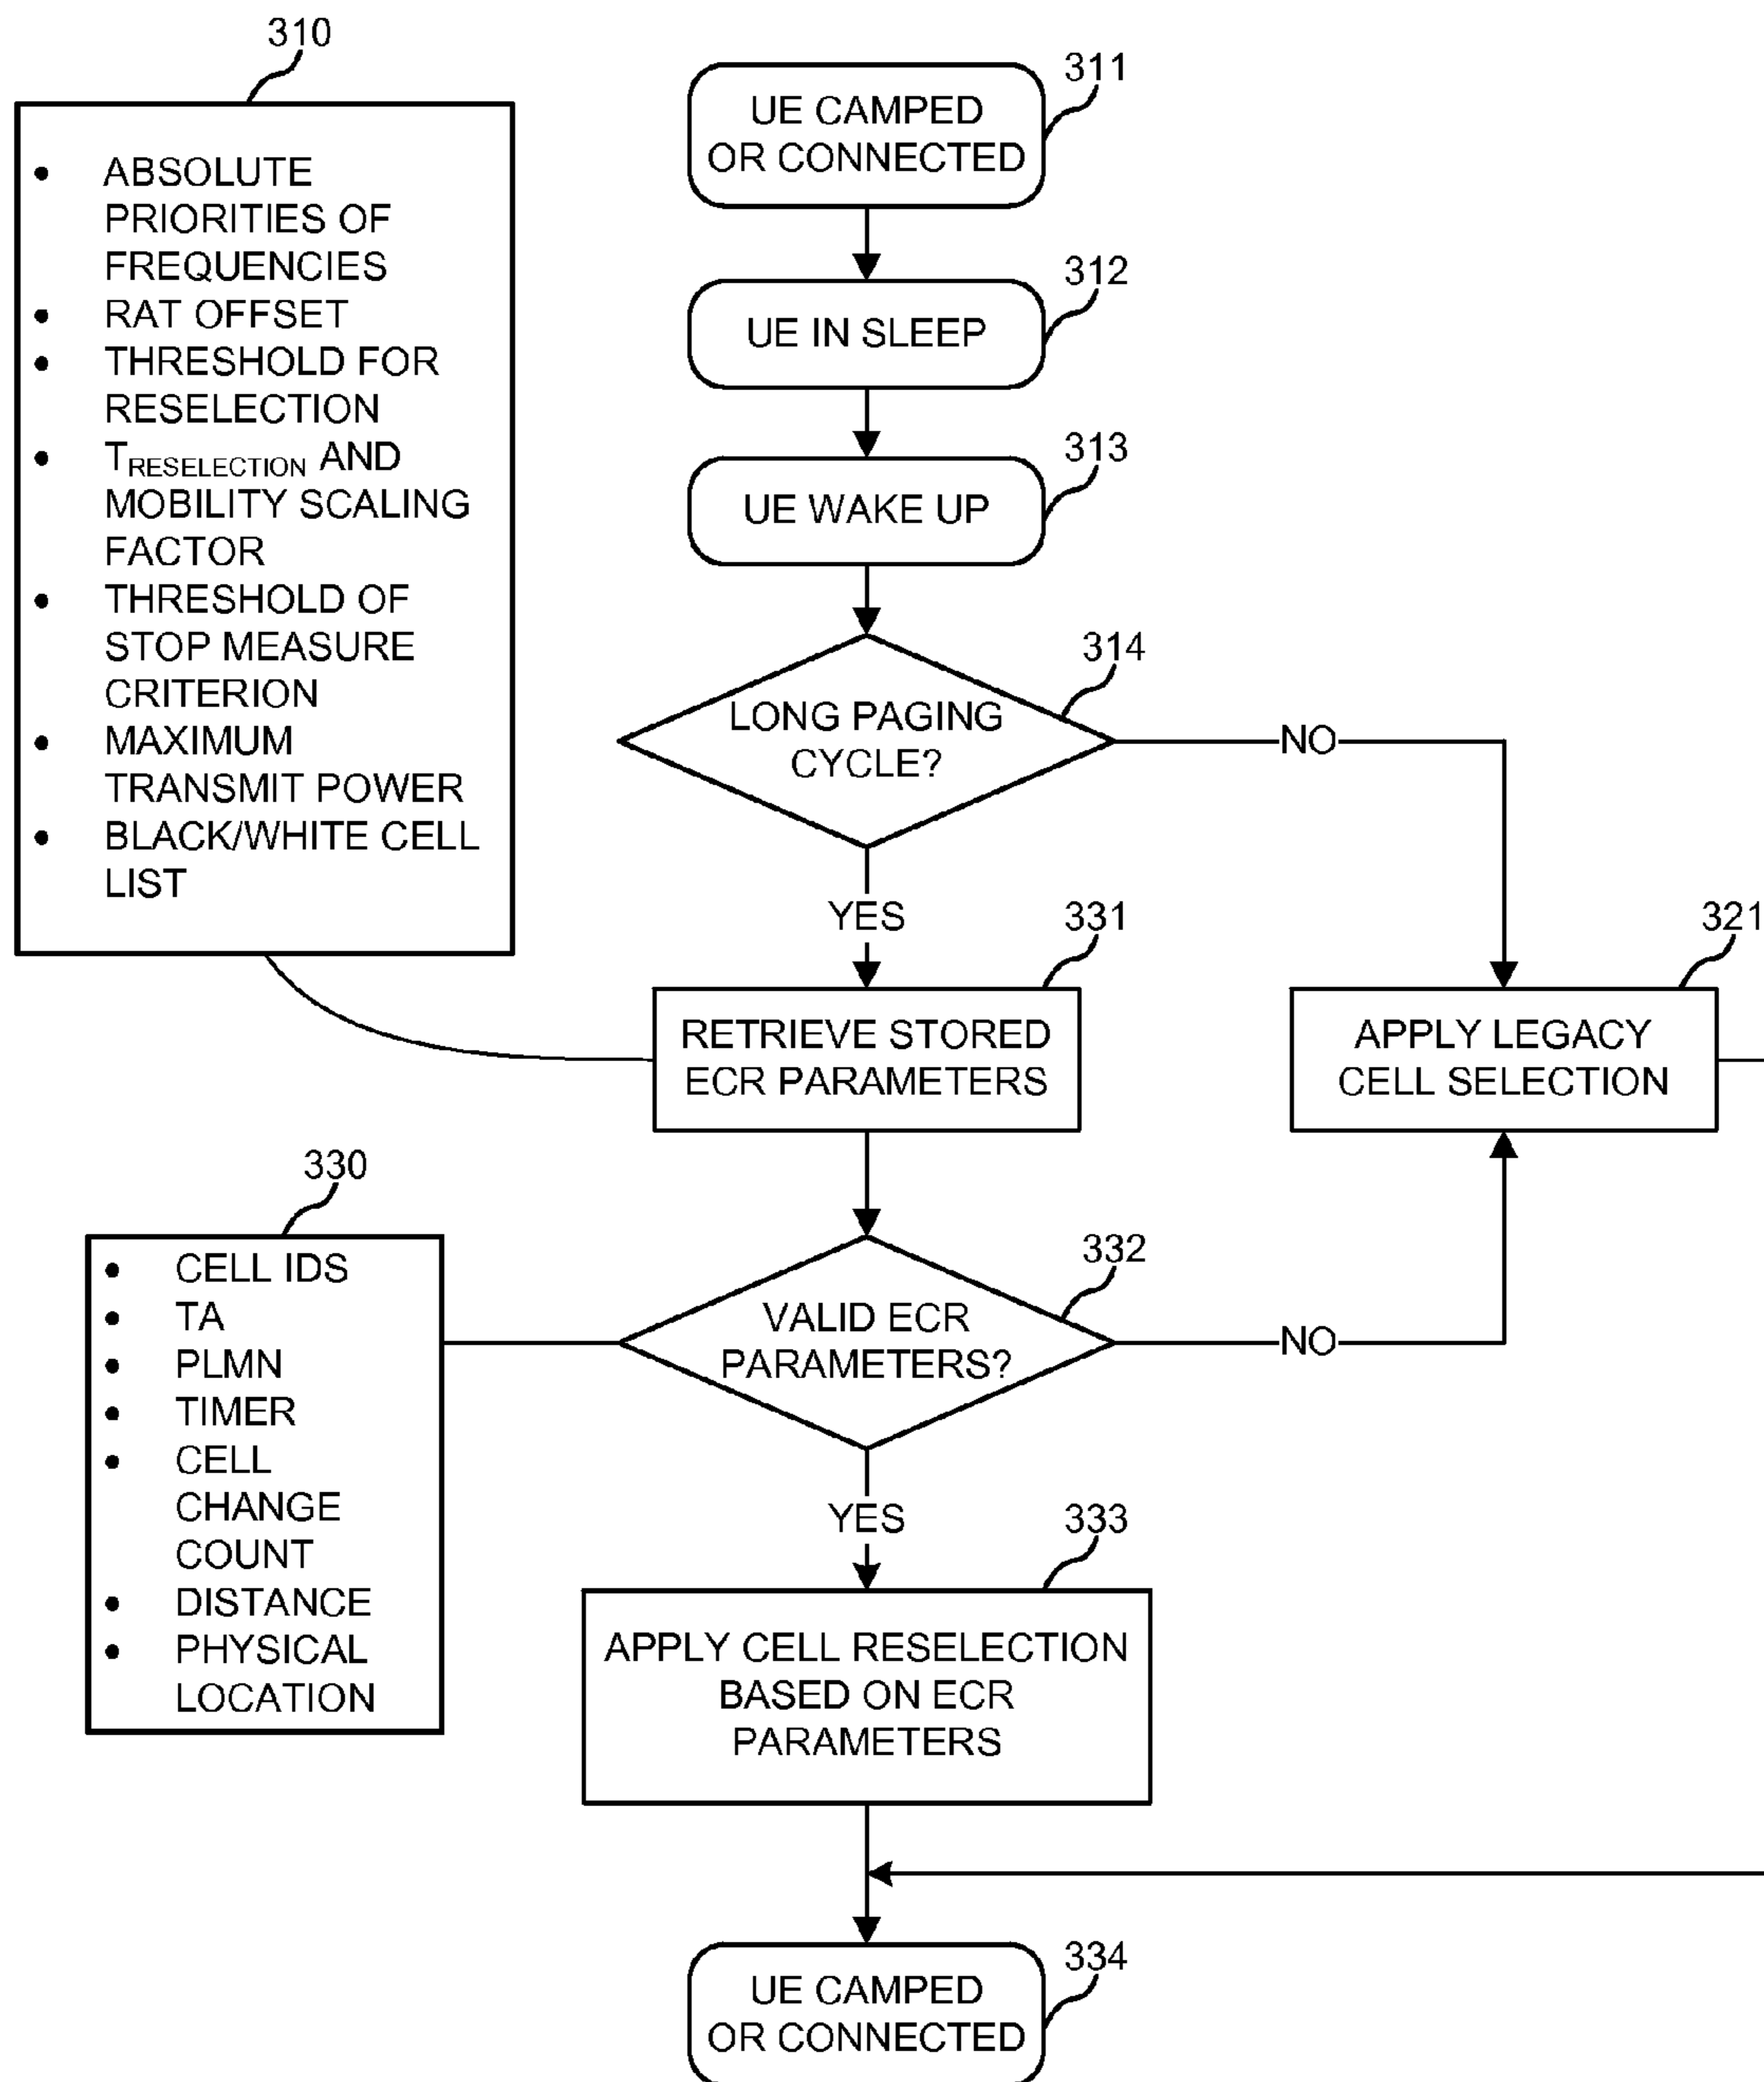 310
• ABSOLUTE
PRIORITIES OF
FREQUENCIES
• RAT OFFSET
• THRESHOLD FOR
RESELECTION
• TRESELECTION AND
MOBILITY SCALING
FACTOR
• THRESHOLD OF
STOP MEASURE
CRITERION
• MAXIMUM
TRANSMIT POWER
• BLACK/WHITE CELL
LIST
311
UE CAMPED
OR CONNECTED
312
UE IN SLEEP
313
UE WAKE UP
314
LONG PAGING
CYCLE?
NO
YES
331
RETRIEVE STORED
ECR PARAMETERS
321
APPLY LEGACY
CELL SELECTION
330
• CELL IDS
• TA
• PLMN
• TIMER
• CELL
CHANGE
COUNT
• DISTANCE
• PHYSICAL
LOCATION
332
VALID ECR
PARAMETERS?
NO
YES
333
APPLY CELL RESELECTION
BASED ON ECR
PARAMETERS
334
UE CAMPED
OR CONNECTED